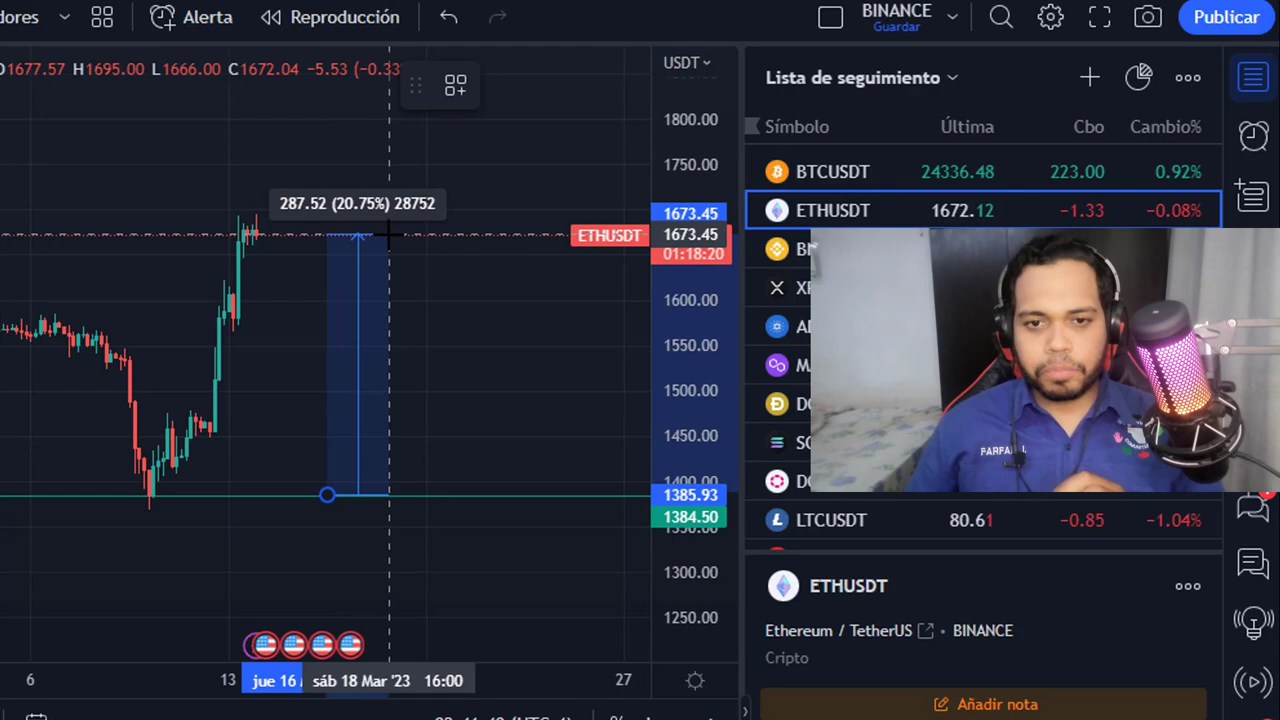 dores
Alerta
Reproducción
BINANCE
Guardar
Publicar
1677.57 H1695.00 L1666.00 C1672.04 −5.53 (−0.33
USDT
1800.00
1750.00
287.52 (20.75%) 28752
ETHUSDT
1673.45
1673.45
01:18:20
1600.00
1550.00
1500.00
1450.00
1400.00
1385.93
1384.50
1350.00
1300.00
1250.00
6
13
jue 16
sáb 18 Mar '23 16:00
27
Lista de seguimiento
Símbolo Última Cbo Cambio%
BTCUSDT 24336.48 223.00 0.92%
ETHUSDT 1672.12 −1.33 −0.08%
LTCUSDT 80.61 −0.85 −1.04%
ETHUSDT
Ethereum / TetherUS • BINANCE
Cripto
Añadir nota